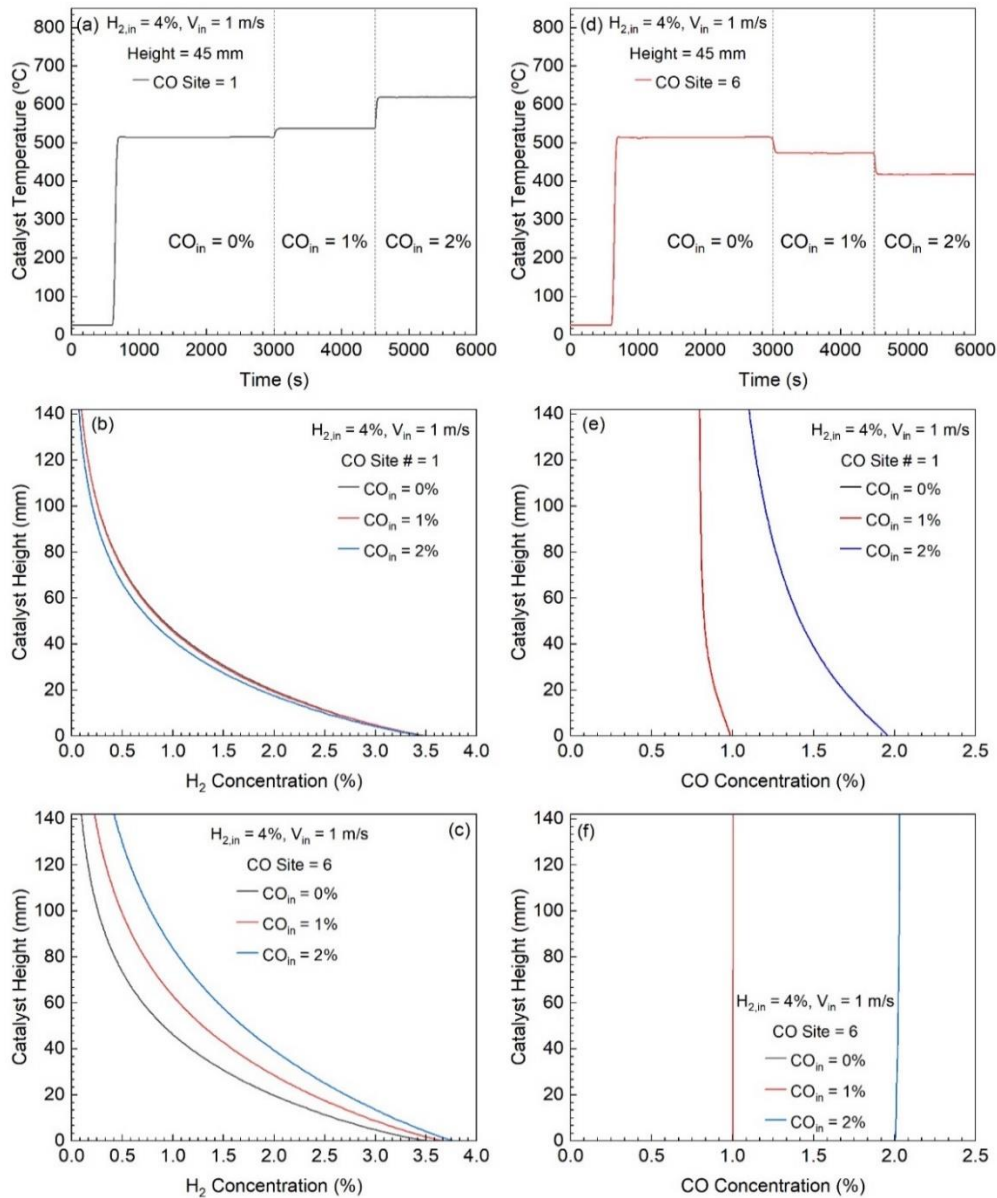 (a) H2,in = 4%, Vin = 1 m/s
Height = 45 mm
CO Site = 1
COin = 0%
COin = 1%
COin = 2%
800
700
600
500
400
300
200
100
0
Catalyst Temperature (ºC)
0 1000 2000 3000 4000 5000 6000
Time (s)
(d) H2,in = 4%, Vin = 1 m/s
Height = 45 mm
CO Site = 6
COin = 0%
COin = 1%
COin = 2%
800
700
600
500
400
300
200
100
0
Catalyst Temperature (ºC)
0 1000 2000 3000 4000 5000 6000
Time (s)
(b)
H2,in = 4%, Vin = 1 m/s
CO Site # = 1
COin = 0%
COin = 1%
COin = 2%
140
120
100
80
60
40
20
0
Catalyst Height (mm)
0.0 0.5 1.0 1.5 2.0 2.5 3.0 3.5 4.0
H2 Concentration (%)
(e)
H2,in = 4%, Vin = 1 m/s
CO Site # = 1
COin = 0%
COin = 1%
COin = 2%
140
120
100
80
60
40
20
0
Catalyst Height (mm)
0.0 0.5 1.0 1.5 2.0 2.5
CO Concentration (%)
(c)
H2,in = 4%, Vin = 1 m/s
CO Site = 6
COin = 0%
COin = 1%
COin = 2%
140
120
100
80
60
40
20
0
Catalyst Height (mm)
0.0 0.5 1.0 1.5 2.0 2.5 3.0 3.5 4.0
H2 Concentration (%)
(f)
H2,in = 4%, Vin = 1 m/s
CO Site = 6
COin = 0%
COin = 1%
COin = 2%
140
120
100
80
60
40
20
0
Catalyst Height (mm)
0.0 0.5 1.0 1.5 2.0 2.5
CO Concentration (%)